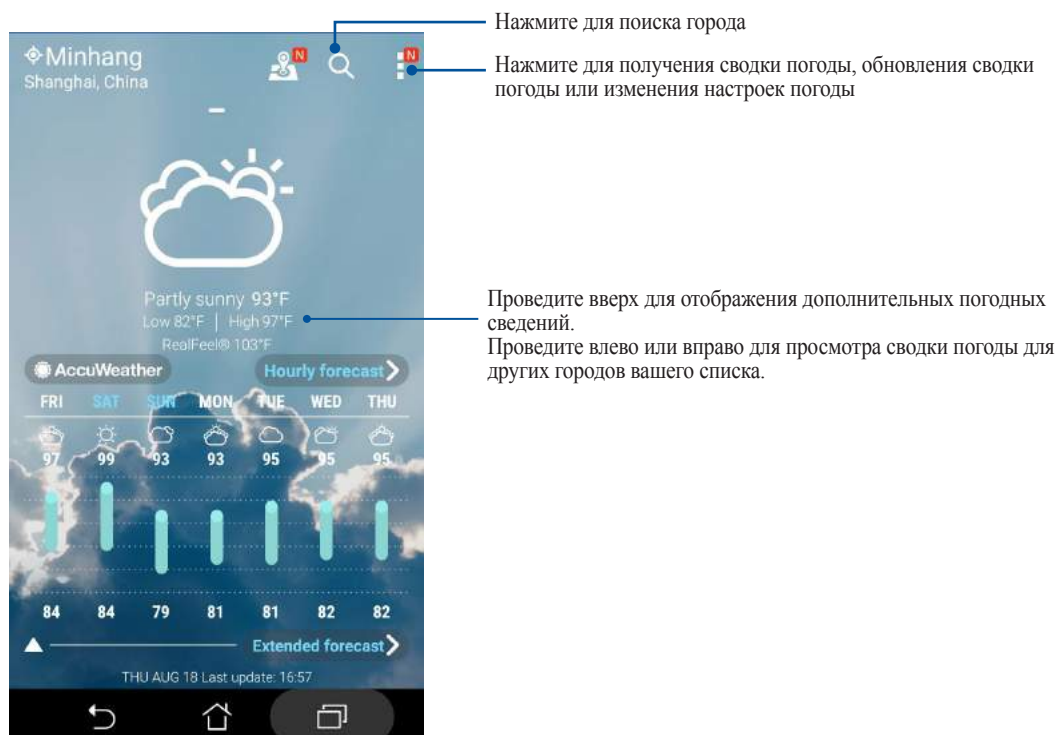 Нажмите для поиска города
Нажмите для получения сводки погоды, обновления сводки
погоды или изменения настроек погоды
Minhang
Shanghai, China
N
N
Partly sunny 93°F
Low 82°F | High 97°F
RealFeel® 103°F
Проведите вверх для отображения дополнительных погодных
сведений.
Проведите влево или вправо для просмотра сводки погоды для
других городов вашего списка.
AccuWeather
Hourly forecast
FRI SAT SUN MON TUE WED THU
97 99 93 93 95 95 95
84 84 79 81 81 82 82
Extended forecast
THU AUG 18 Last update: 16:57